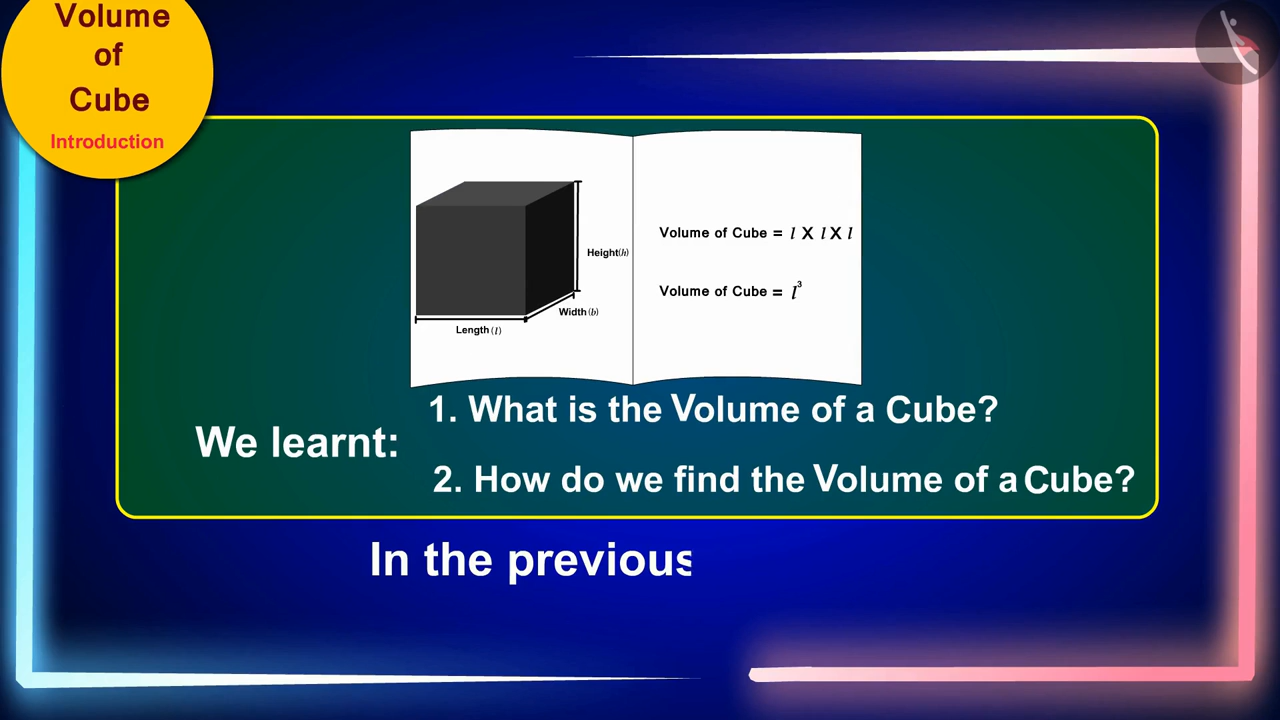 Volume
of
Cube
Introduction
Height(h)
Width (b)
Length (l)
Volume of Cube = l X l X l
Volume of Cube = l³
We learnt:
1. What is the Volume of a Cube?
2. How do we find the Volume of a Cube?
In the previous